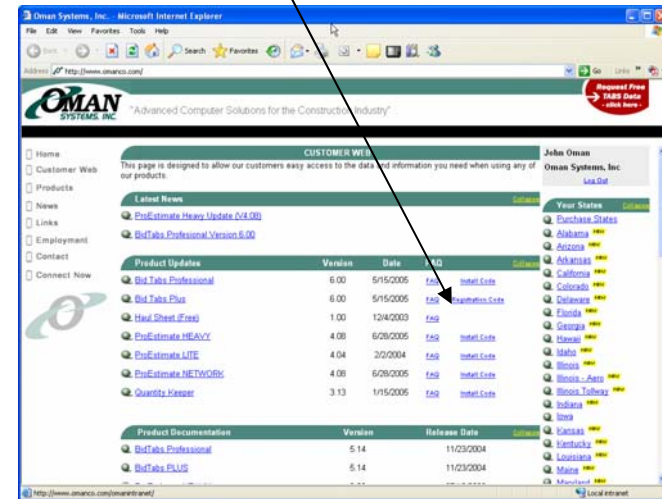 Oman Systems, Inc. - Microsoft Internet Explorer
File Edit View Favorites Tools Help
Back Search Favorites
Address http://www.omanco.com/ Go Links
OMAN SYSTEMS, INC
"Advanced Computer Solutions for the Construction Industry"
Request Free
TABS Data
- click here -
Home
Customer Web
Products
News
Links
Employment
Contact
Connect Now
CUSTOMER WEB
This page is designed to allow our customers easy access to the data and information you need when using any of
our products.
Latest News Collapse
ProEstimate Heavy Update (V4.08)
BidTabs Profesional Version 6.00
Product Updates Version Date FAQ Collapse
Bid Tabs Professional 6.00 5/15/2005 FAQ Install Code
Bid Tabs Plus 6.00 5/15/2005 FAQ Registration Code
Haul Sheet (Free) 1.00 12/4/2003 FAQ
ProEstimate HEAVY 4.08 6/28/2005 FAQ Install Code
ProEstimate LITE 4.04 2/2/2004 FAQ Install Code
ProEstimate NETWORK 4.08 6/28/2005 FAQ Install Code
Quantity Keeper 3.13 1/15/2005 FAQ Install Code
Product Documentation Version Release Date Collapse
BidTabs Professional 5.14 11/23/2004
BidTabs PLUS 5.14 11/23/2004
John Oman
Oman Systems, Inc
Log Out
Your States Collapse
Purchase States
Alabama NEW
Arizona NEW
Arkansas NEW
California NEW
Colorado NEW
Delaware NEW
Florida NEW
Georgia NEW
Hawaii NEW
Idaho NEW
Illinois NEW
Illinois - Aero NEW
Illinois Tollway NEW
Indiana NEW
Iowa
Kansas NEW
Kentucky NEW
Louisiana NEW
Maine NEW
Maryland NEW
http://www.omanco.com/omanintranet/ Local intranet